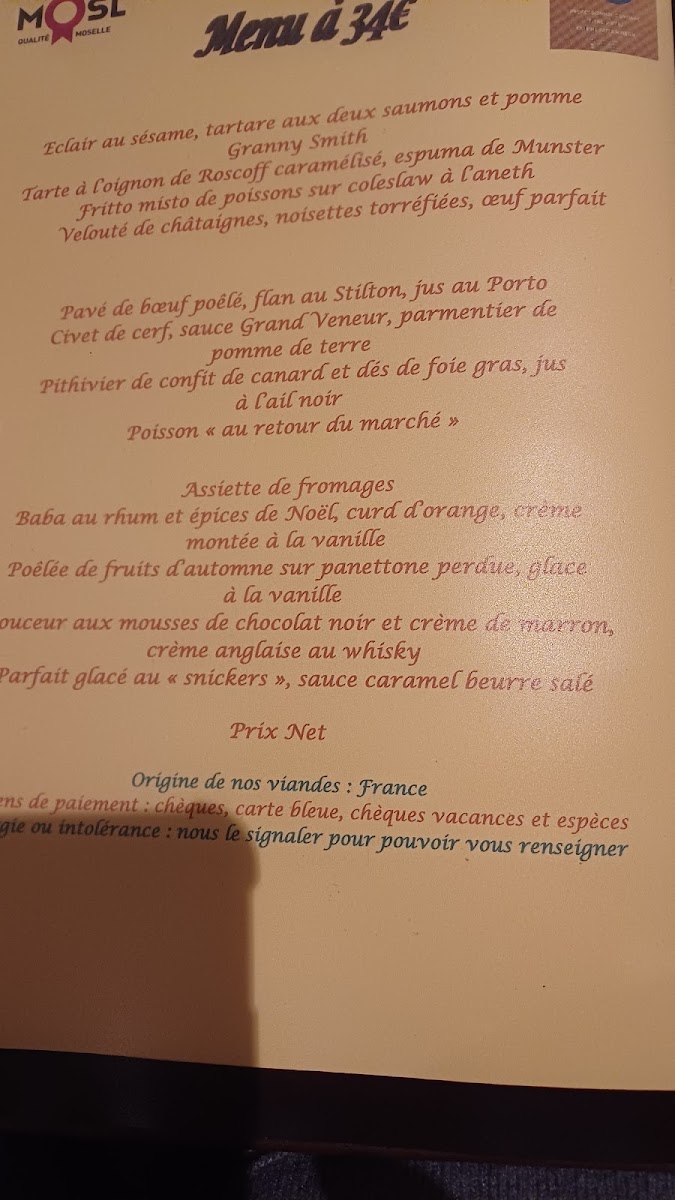 MOSL
QUALITÉ MOSELLE
Menu à 34€
Eclair au sésame, tartare aux deux saumons et pomme
Granny Smith
Tarte à l'oignon de Roscoff caramélisé, espuma de Munster
Fritto misto de poissons sur coleslaw à l'aneth
Velouté de châtaignes, noisettes torréfiées, œuf parfait
Pavé de bœuf poêlé, flan au Stilton, jus au Porto
Civet de cerf, sauce Grand Veneur, parmentier de
pomme de terre
Pithivier de confit de canard et dés de foie gras, jus
à l'ail noir
Poisson « au retour du marché »
Assiette de fromages
Baba au rhum et épices de Noël, curd d'orange, crème
montée à la vanille
Poêlée de fruits d'automne sur panettone perdue, glace
à la vanille
ouceur aux mousses de chocolat noir et crème de marron,
crème anglaise au whisky
Parfait glacé au « snickers », sauce caramel beurre salé
Prix Net
Origine de nos viandes : France
ens de paiement : chèques, carte bleue, chèques vacances et espèces
gie ou intolérance : nous le signaler pour pouvoir vous renseigner